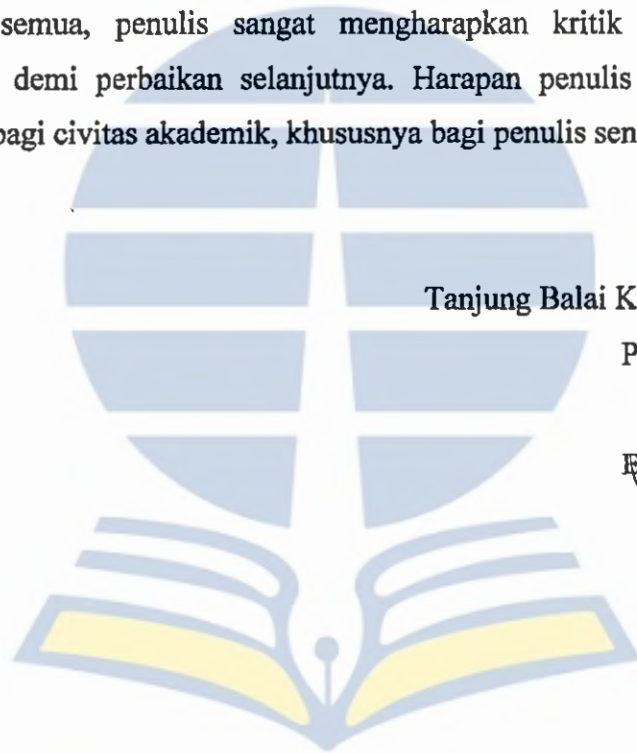 semua, penulis sangat mengharapkan kritik
demi perbaikan selanjutnya. Harapan penulis
bagi civitas akademik, khususnya bagi penulis sen
Tanjung Balai K
P